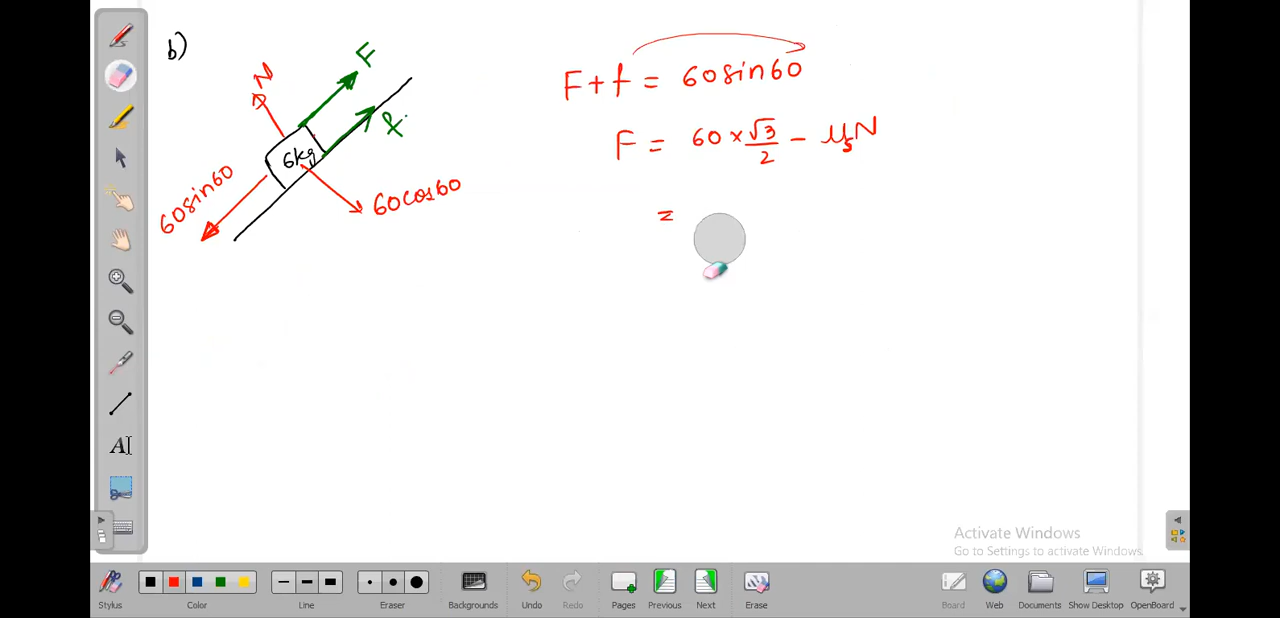 b)
F
N
f
6kg
60sin60
60cos60
F + f = 60sin60
F = 60 × √3/2 − μsN
=
A
Activate Windows
Go to Settings to activate Windows.
Stylus
Color
Line
Eraser
Backgrounds
Undo
Redo
Pages
Previous
Next
Erase
Board
Web
Documents
Show Desktop
OpenBoard